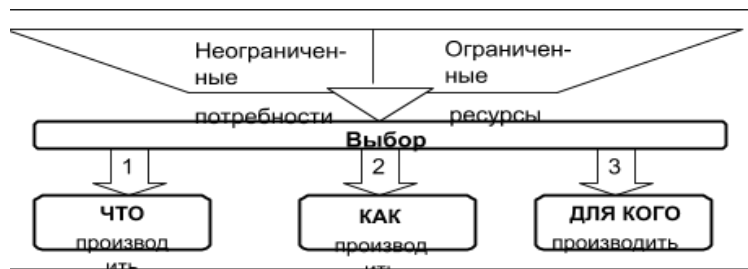 Неограничен-
ные
потребности
Ограничен-
ные
ресурсы
Выбор
1
2
3
ЧТО
производ
ить
КАК
производ
ить
ДЛЯ КОГО
производить